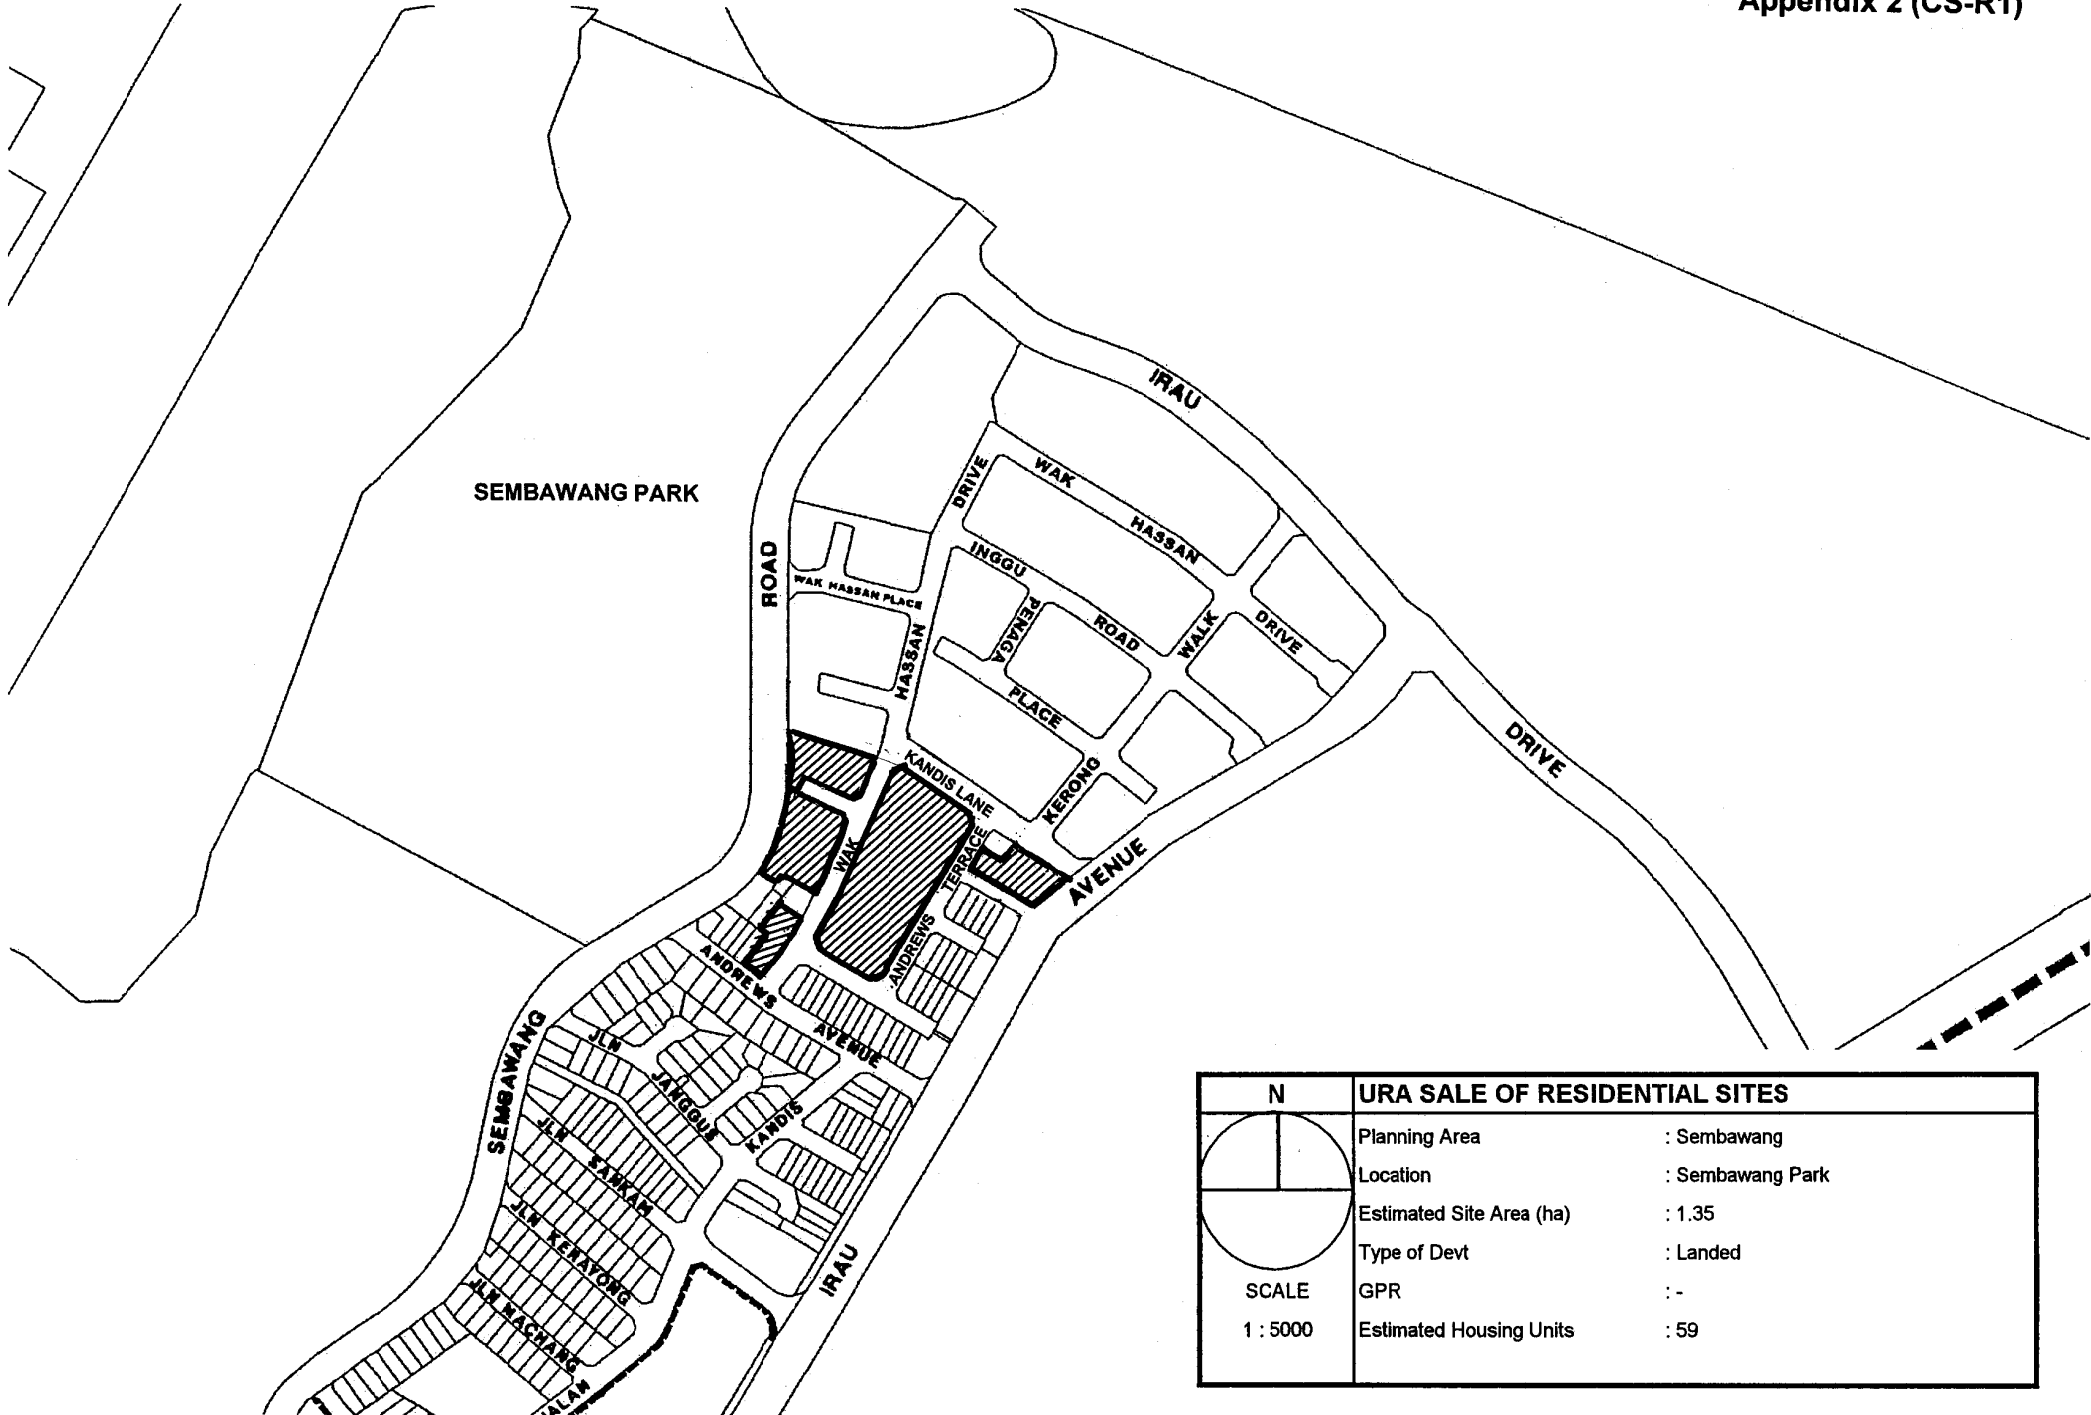 Appendix 2 (CS-R1)
IRAU
SEMBAWANG PARK
DRIVE
WAK
HASSAN
ROAD
INGGU
WAK HASSAN PLACE
PENAGA
ROAD
WALK
DRIVE
HASSAN
PLACE
DRIVE
KANDIS LANE
KERONG
WAK
TERRACE
AVENUE
ANDREWS
ANDREWS
AVENUE
SEMBAWANG
JLN
JANGGUS
KANDIS
JLN
SANKAM
JLN
KERAYONG
IRAU
JLN MACHANG
JALAN
N
URA SALE OF RESIDENTIAL SITES
Planning Area : Sembawang
Location : Sembawang Park
Estimated Site Area (ha) : 1.35
Type of Devt : Landed
SCALE
GPR : -
1 : 5000
Estimated Housing Units : 59